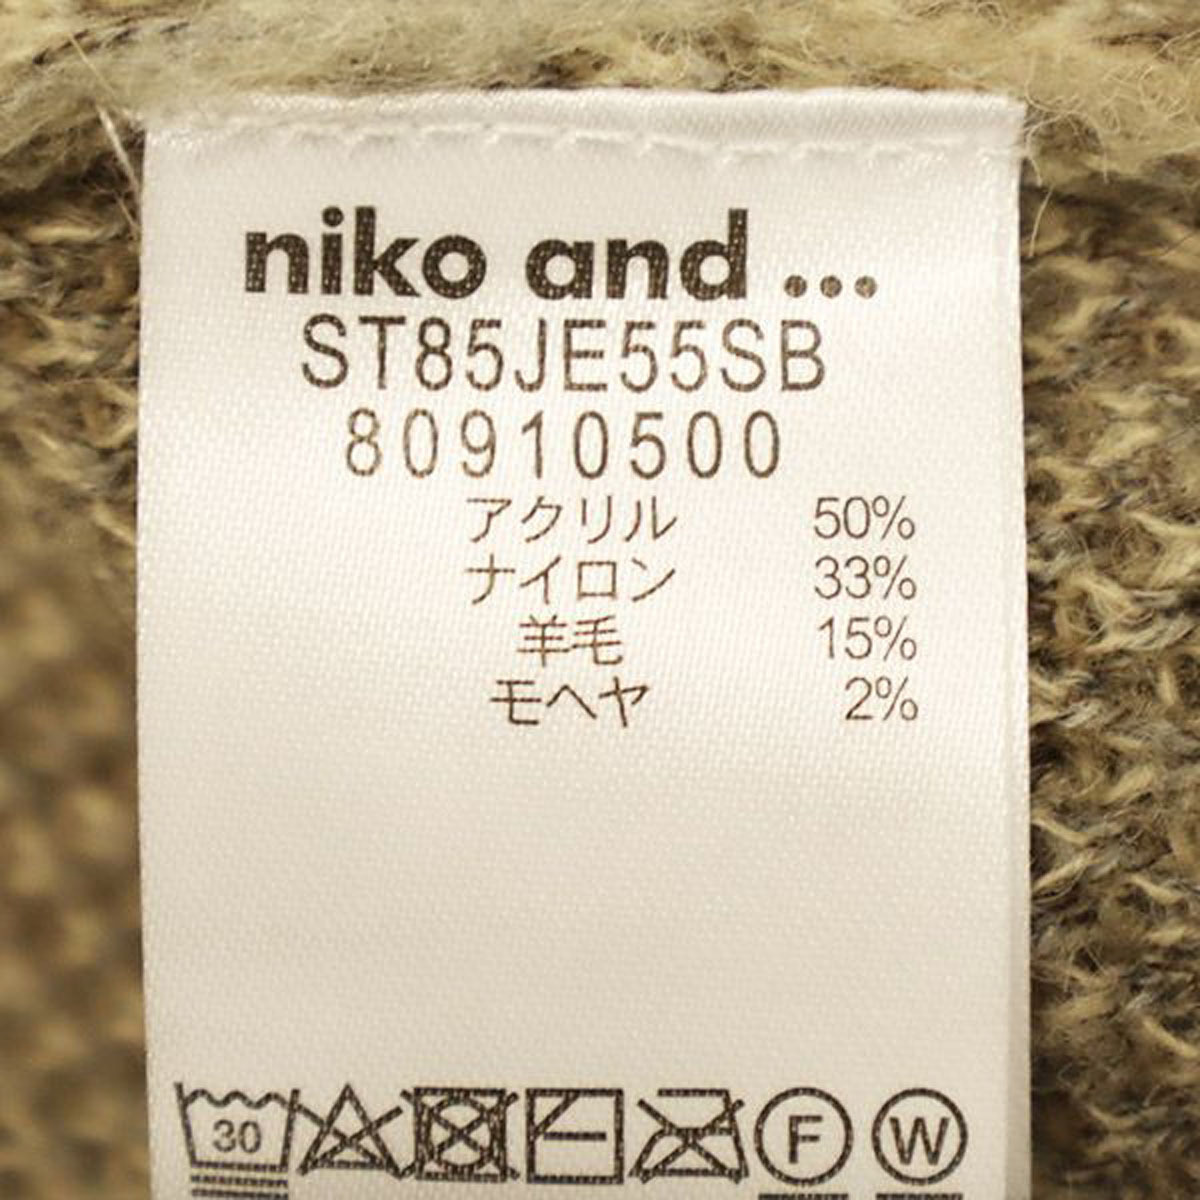 niko and ...
ST85JE55SB
80910500
アクリル 50%
ナイロン 33%
羊毛 15%
モヘヤ 2%
30 F W